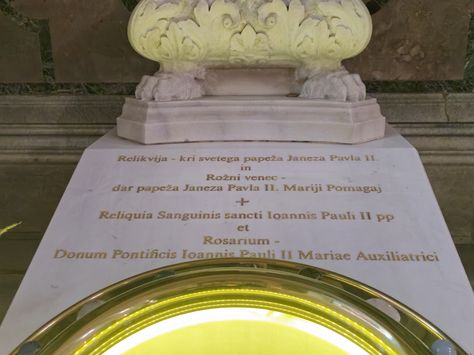 Relikvija - kri svetega papeža Janeza Pavla II.
in
Rožni venec -
dar papeža Janeza Pavla II. Mariji Pomagaj
+
Reliquia Sanguinis sancti Ioannis Pauli II pp
et
Rosarium -
Donum Pontificis Ioannis Pauli II Mariae Auxiliatrici